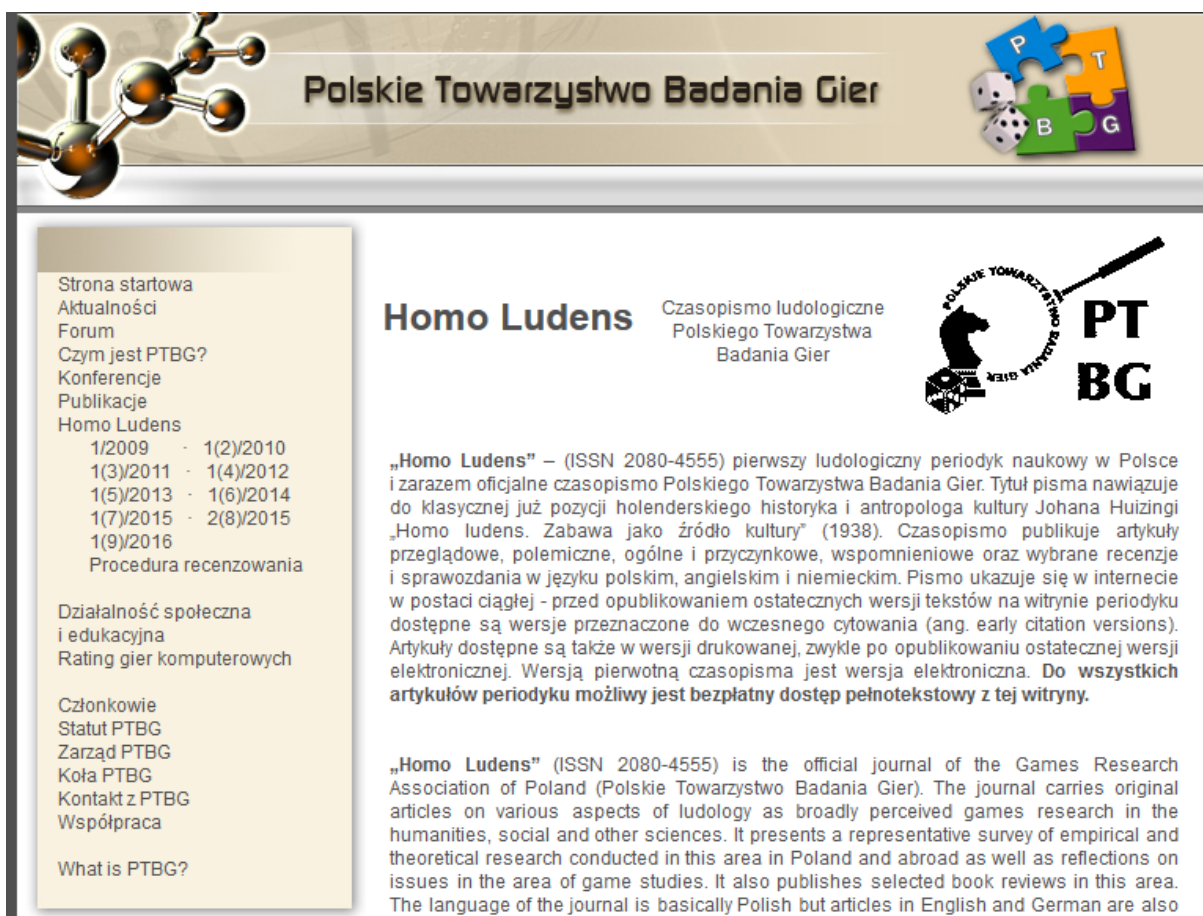 Polskie Towarzystwo Badania Gier
P
T
B
G
Strona startowa
Aktualności
Forum
Czym jest PTBG?
Konferencje
Publikacje
Homo Ludens
1/2009 - 1(2)/2010
1(3)/2011 - 1(4)/2012
1(5)/2013 - 1(6)/2014
1(7)/2015 - 2(8)/2015
1(9)/2016
Procedura recenzowania
Działalność społeczna
i edukacyjna
Rating gier komputerowych
Członkowie
Statut PTBG
Zarząd PTBG
Koła PTBG
Kontakt z PTBG
Współpraca
What is PTBG?
Homo Ludens
Czasopismo ludologiczne
Polskiego Towarzystwa
Badania Gier
POLSKIE TOWARZYSTWO BADANIA GIER
PT
BG
„Homo Ludens” – (ISSN 2080-4555) pierwszy ludologiczny periodyk naukowy w Polsce
i zarazem oficjalne czasopismo Polskiego Towarzystwa Badania Gier. Tytuł pisma nawiązuje
do klasycznej już pozycji holenderskiego historyka i antropologa kultury Johana Huizingi
„Homo ludens. Zabawa jako źródło kultury” (1938). Czasopismo publikuje artykuły
przeglądowe, polemiczne, ogólne i przyczynkowe, wspomnieniowe oraz wybrane recenzje
i sprawozdania w języku polskim, angielskim i niemieckim. Pismo ukazuje się w internecie
w postaci ciągłej - przed opublikowaniem ostatecznych wersji tekstów na witrynie periodyku
dostępne są wersje przeznaczone do wczesnego cytowania (ang. early citation versions).
Artykuły dostępne są także w wersji drukowanej, zwykle po opublikowaniu ostatecznej wersji
elektronicznej. Wersją pierwotną czasopisma jest wersja elektroniczna. Do wszystkich
artykułów periodyku możliwy jest bezpłatny dostęp pełnotekstowy z tej witryny.
„Homo Ludens” (ISSN 2080-4555) is the official journal of the Games Research
Association of Poland (Polskie Towarzystwo Badania Gier). The journal carries original
articles on various aspects of ludology as broadly perceived games research in the
humanities, social and other sciences. It presents a representative survey of empirical and
theoretical research conducted in this area in Poland and abroad as well as reflections on
issues in the area of game studies. It also publishes selected book reviews in this area.
The language of the journal is basically Polish but articles in English and German are also